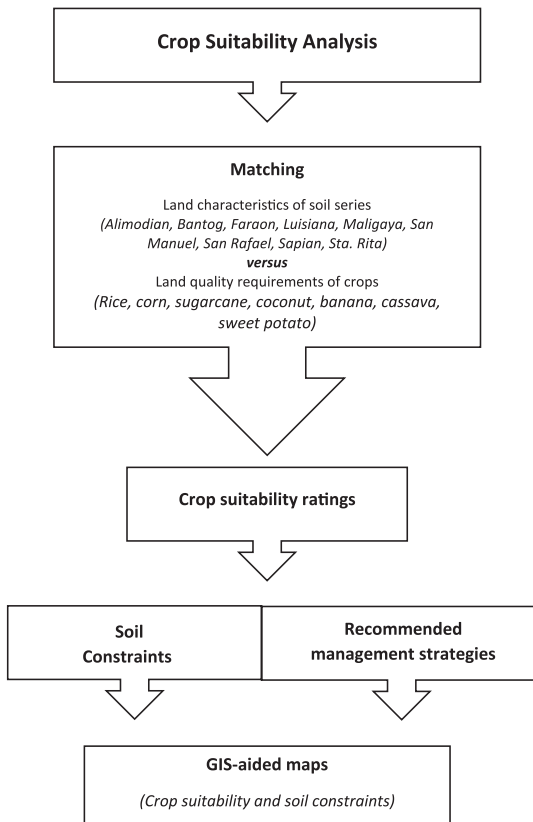 Crop Suitability Analysis
Matching
Land characteristics of soil series
(Alimodian, Bantog, Faraon, Luisiana, Maligaya, San
Manuel, San Rafael, Sapian, Sta. Rita)
versus
Land quality requirements of crops
(Rice, corn, sugarcane, coconut, banana, cassava,
sweet potato)
Crop suitability ratings
Soil
Constraints
Recommended
management strategies
GIS-aided maps
(Crop suitability and soil constraints)